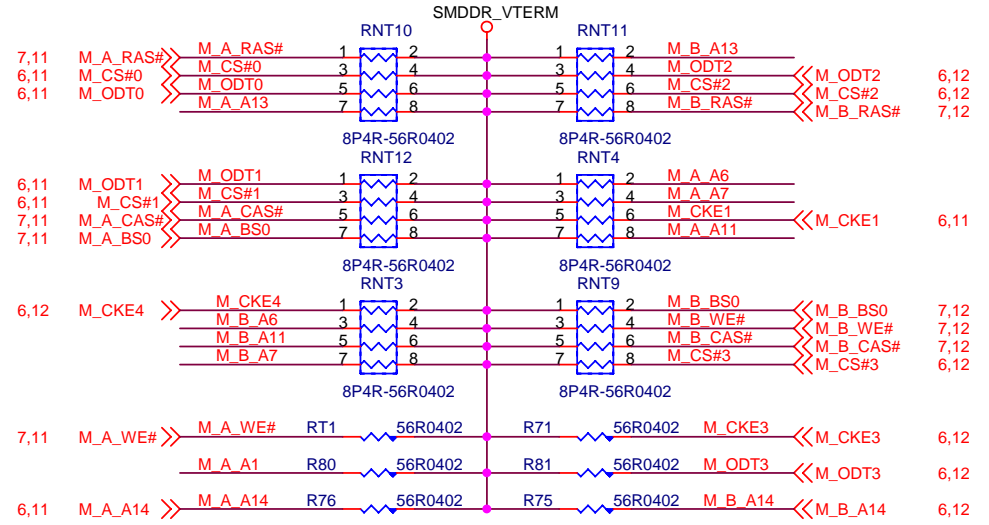 SMDDR_VTERM
RNT10 RNT11
7,11 M_A_RAS# M_A_RAS# 1 2 1 2 M_B_A13
6,11 M_CS#0 M_CS#0 3 4 3 4 M_ODT2 M_ODT2 6,12
6,11 M_ODT0 M_ODT0 5 6 5 6 M_CS#2 M_CS#2 6,12
M_A_A13 7 8 7 8 M_B_RAS# M_B_RAS# 7,12
8P4R-56R0402 8P4R-56R0402
RNT12 RNT4
6,11 M_ODT1 M_ODT1 1 2 1 2 M_A_A6
6,11 M_CS#1 M_CS#1 3 4 3 4 M_A_A7
7,11 M_A_CAS# M_A_CAS# 5 6 5 6 M_CKE1 M_CKE1 6,11
7,11 M_A_BS0 M_A_BS0 7 8 7 8 M_A_A11
8P4R-56R0402 8P4R-56R0402
RNT3 RNT9
6,12 M_CKE4 M_CKE4 1 2 1 2 M_B_BS0 M_B_BS0 7,12
M_B_A6 3 4 3 4 M_B_WE# M_B_WE# 7,12
M_B_A11 5 6 5 6 M_B_CAS# M_B_CAS# 7,12
M_B_A7 7 8 7 8 M_CS#3 M_CS#3 6,12
8P4R-56R0402 8P4R-56R0402
7,11 M_A_WE# M_A_WE# RT1 56R0402 R71 56R0402 M_CKE3 M_CKE3 6,12
M_A_A1 R80 56R0402 R81 56R0402 M_ODT3 M_ODT3 6,12
6,11 M_A_A14 M_A_A14 R76 56R0402 R75 56R0402 M_B_A14 M_B_A14 6,12